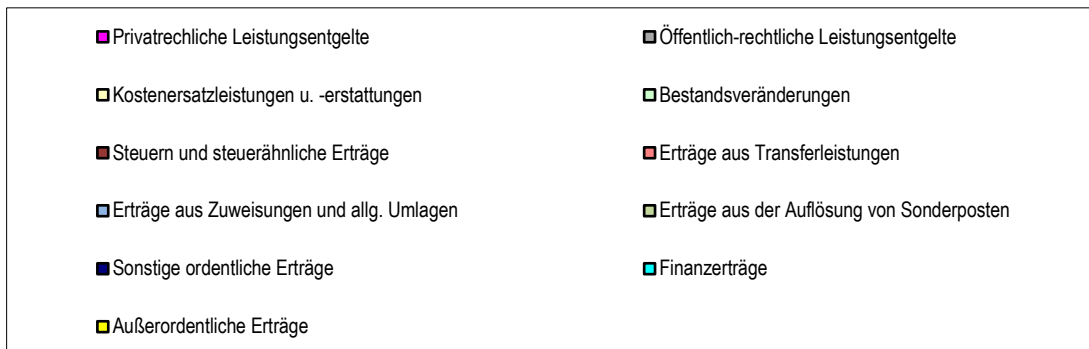 Privatrechliche Leistungsentgelte
Öffentlich-rechtliche Leistungsentgelte
Kostenersatzleistungen u. -erstattungen
Bestandsveränderungen
Steuern und steuerähnliche Erträge
Erträge aus Transferleistungen
Erträge aus Zuweisungen und allg. Umlagen
Erträge aus der Auflösung von Sonderposten
Sonstige ordentliche Erträge
Finanzerträge
Außerordentliche Erträge